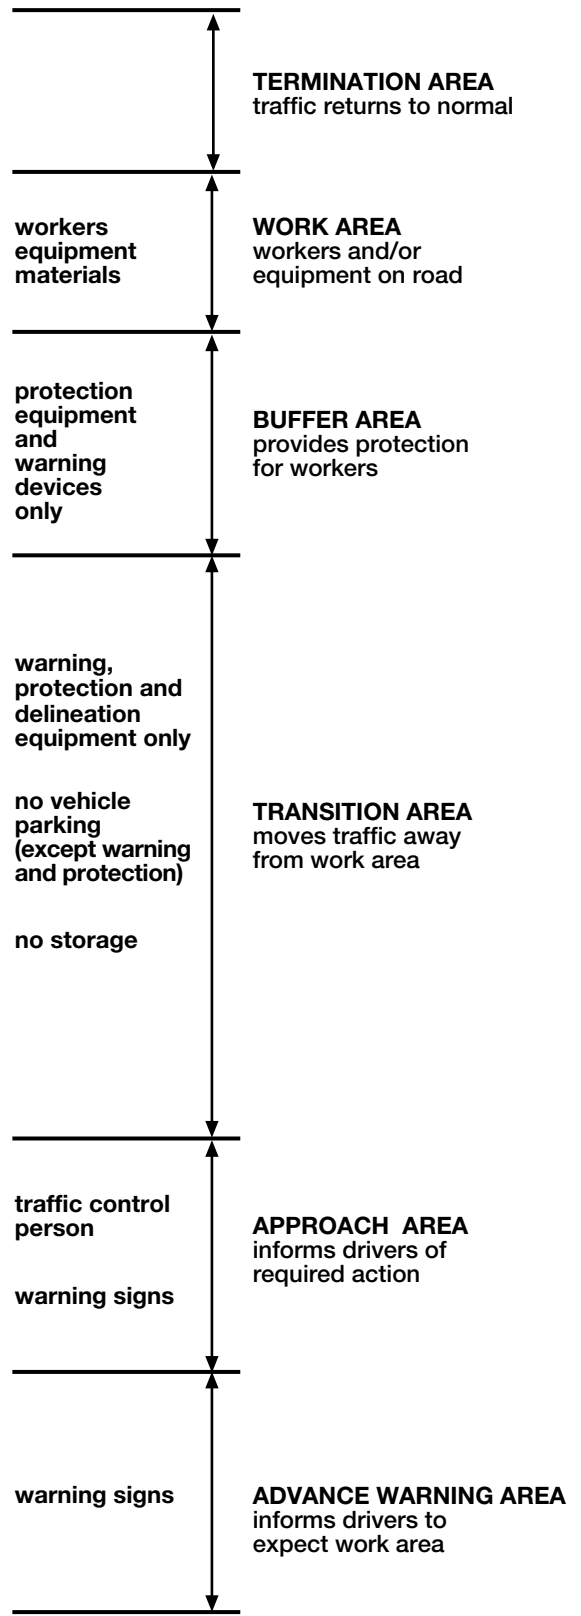 TERMINATION AREA
traffic returns to normal
workers
equipment
materials
WORK AREA
workers and/or
equipment on road
protection
equipment
and
warning
devices
only
BUFFER AREA
provides protection
for workers
warning,
protection and
delineation
equipment only
no vehicle
parking
(except warning
and protection)
no storage
TRANSITION AREA
moves traffic away
from work area
traffic control
person
warning signs
APPROACH AREA
informs drivers of
required action
warning signs
ADVANCE WARNING AREA
informs drivers to
expect work area